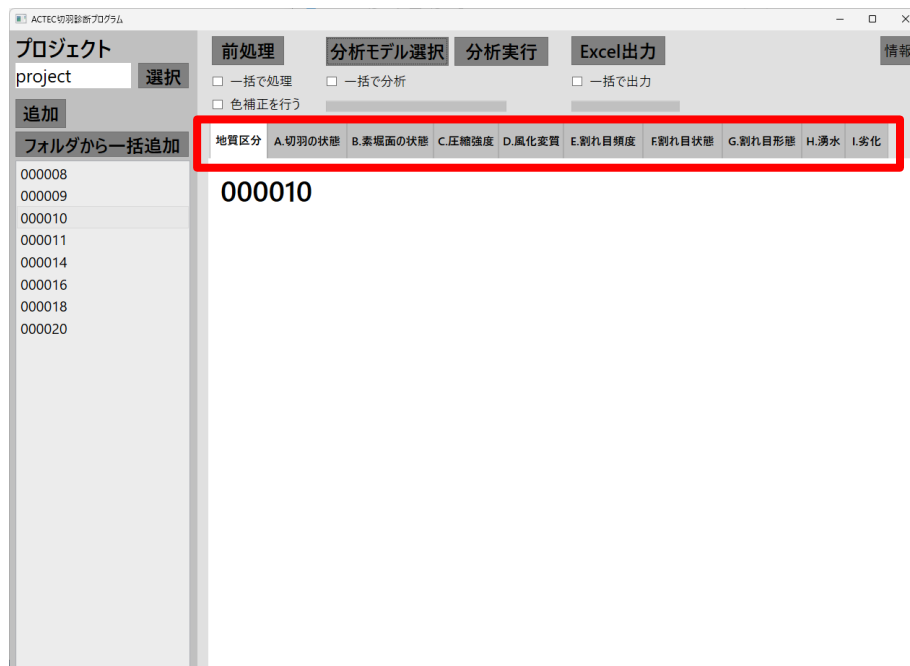 ACTEC切羽診断プログラム
プロジェクト
project 選択
追加
フォルダから一括追加
000008
000009
000010
000011
000014
000016
000018
000020
前処理 分析モデル選択 分析実行 Excel出力 情報
一括で処理 一括で分析 一括で出力
色補正を行う
地質区分 A.切羽の状態 B.素堀面の状態 C.圧縮強度 D.風化変質 E.割れ目頻度 F.割れ目状態 G.割れ目形態 H.湧水 I.劣化
000010